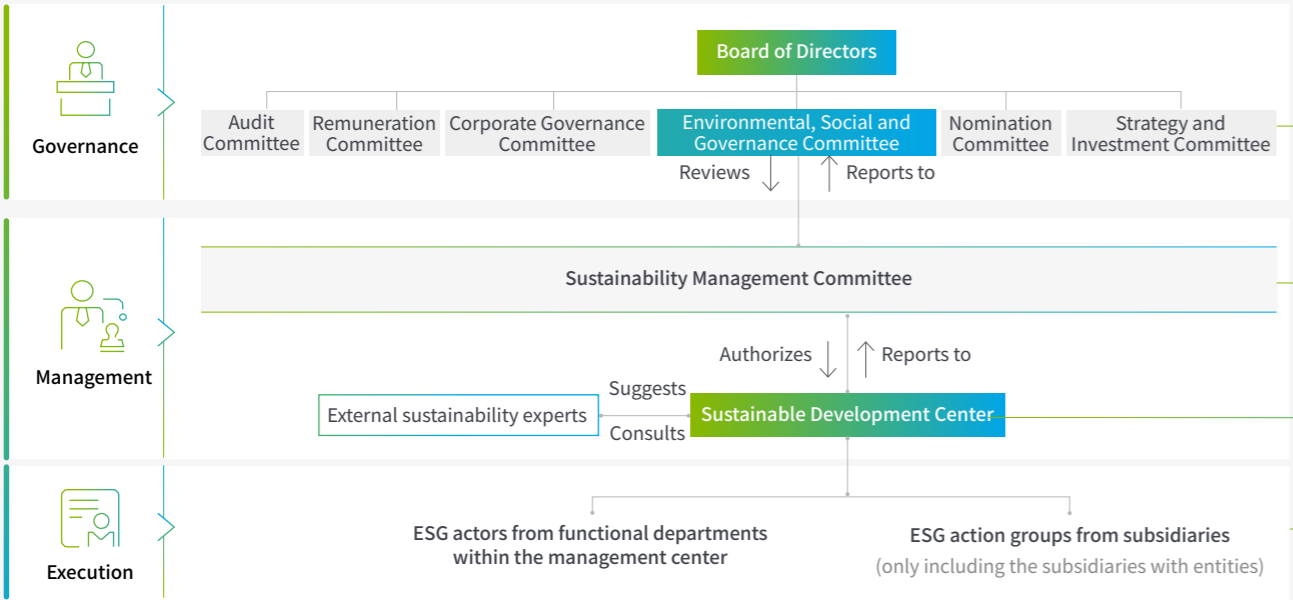 Board of Directors
Governance
Audit
Committee
Remuneration
Committee
Corporate Governance
Committee
Environmental, Social and
Governance Committee
Nomination
Committee
Strategy and
Investment Committee
Reviews
Reports to
Management
Sustainability Management Committee
Authorizes
Reports to
External sustainability experts
Suggests
Consults
Sustainable Development Center
Execution
ESG actors from functional departments
within the management center
ESG action groups from subsidiaries
(only including the subsidiaries with entities)